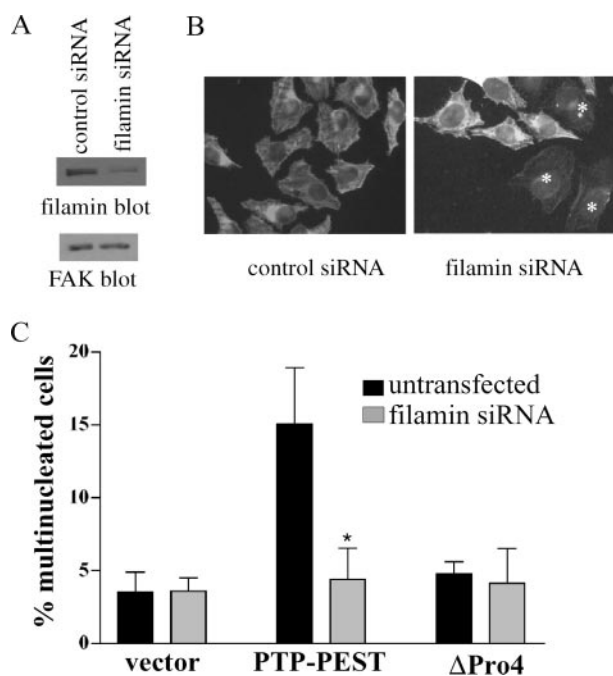 A
control siRNA
filamin siRNA
filamin blot
FAK blot
B
*
*
*
control siRNA
filamin siRNA
C
% multinucleated cells
20
15
10
5
0
untransfected
filamin siRNA
*
vector
PTP-PEST
ΔPro4